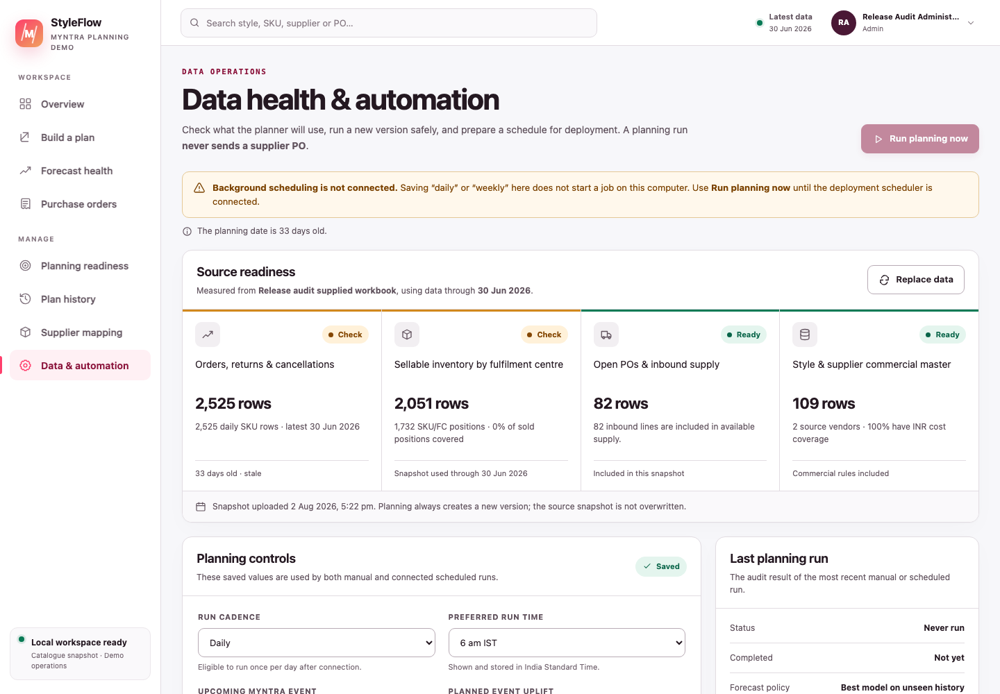 StyleFlow
MYNTRA PLANNING
DEMO
WORKSPACE
Overview
Build a plan
Forecast health
Purchase orders
MANAGE
Planning readiness
Plan history
Supplier mapping
Data & automation
Local workspace ready
Catalogue snapshot · Demo
operations
Search style, SKU, supplier or PO...
Latest data
30 Jun 2026
RA
Release Audit Administ...
Admin
DATA OPERATIONS
Data health & automation
Check what the planner will use, run a new version safely, and prepare a schedule for deployment. A planning run
never sends a supplier PO.
Run planning now
Background scheduling is not connected. Saving “daily” or “weekly” here does not start a job on this computer. Use Run planning now until the deployment scheduler is
connected.
The planning date is 33 days old.
Source readiness
Measured from Release audit supplied workbook, using data through 30 Jun 2026.
Replace data
Check
Orders, returns & cancellations
2,525 rows
2,525 daily SKU rows · latest 30 Jun 2026
33 days old · stale
Check
Sellable inventory by fulfilment centre
2,051 rows
1,732 SKU/FC positions · 0% of sold
positions covered
Snapshot used through 30 Jun 2026
Ready
Open POs & inbound supply
82 rows
82 inbound lines are included in available
supply.
Included in this snapshot
Ready
Style & supplier commercial master
109 rows
2 source vendors · 100% have INR cost
coverage
Commercial rules included
Snapshot uploaded 2 Aug 2026, 5:22 pm. Planning always creates a new version; the source snapshot is not overwritten.
Planning controls
These saved values are used by both manual and connected scheduled runs.
Saved
RUN CADENCE
Daily
Eligible to run once per day after connection.
PREFERRED RUN TIME
6 am IST
Shown and stored in India Standard Time.
UPCOMING MYNTRA EVENT
PLANNED EVENT UPLIFT
Last planning run
The audit result of the most recent manual or scheduled
run.
Status
Never run
Completed
Not yet
Forecast policy
Best model on unseen history